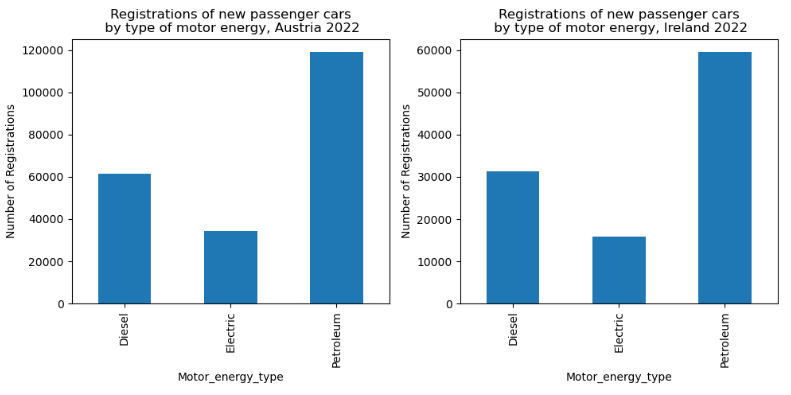 Registrations of new passenger cars
by type of motor energy, Austria 2022
Number of Registrations
120000
100000
80000
60000
40000
20000
0
Diesel
Electric
Petroleum
Motor_energy_type
Registrations of new passenger cars
by type of motor energy, Ireland 2022
Number of Registrations
60000
50000
40000
30000
20000
10000
0
Diesel
Electric
Petroleum
Motor_energy_type